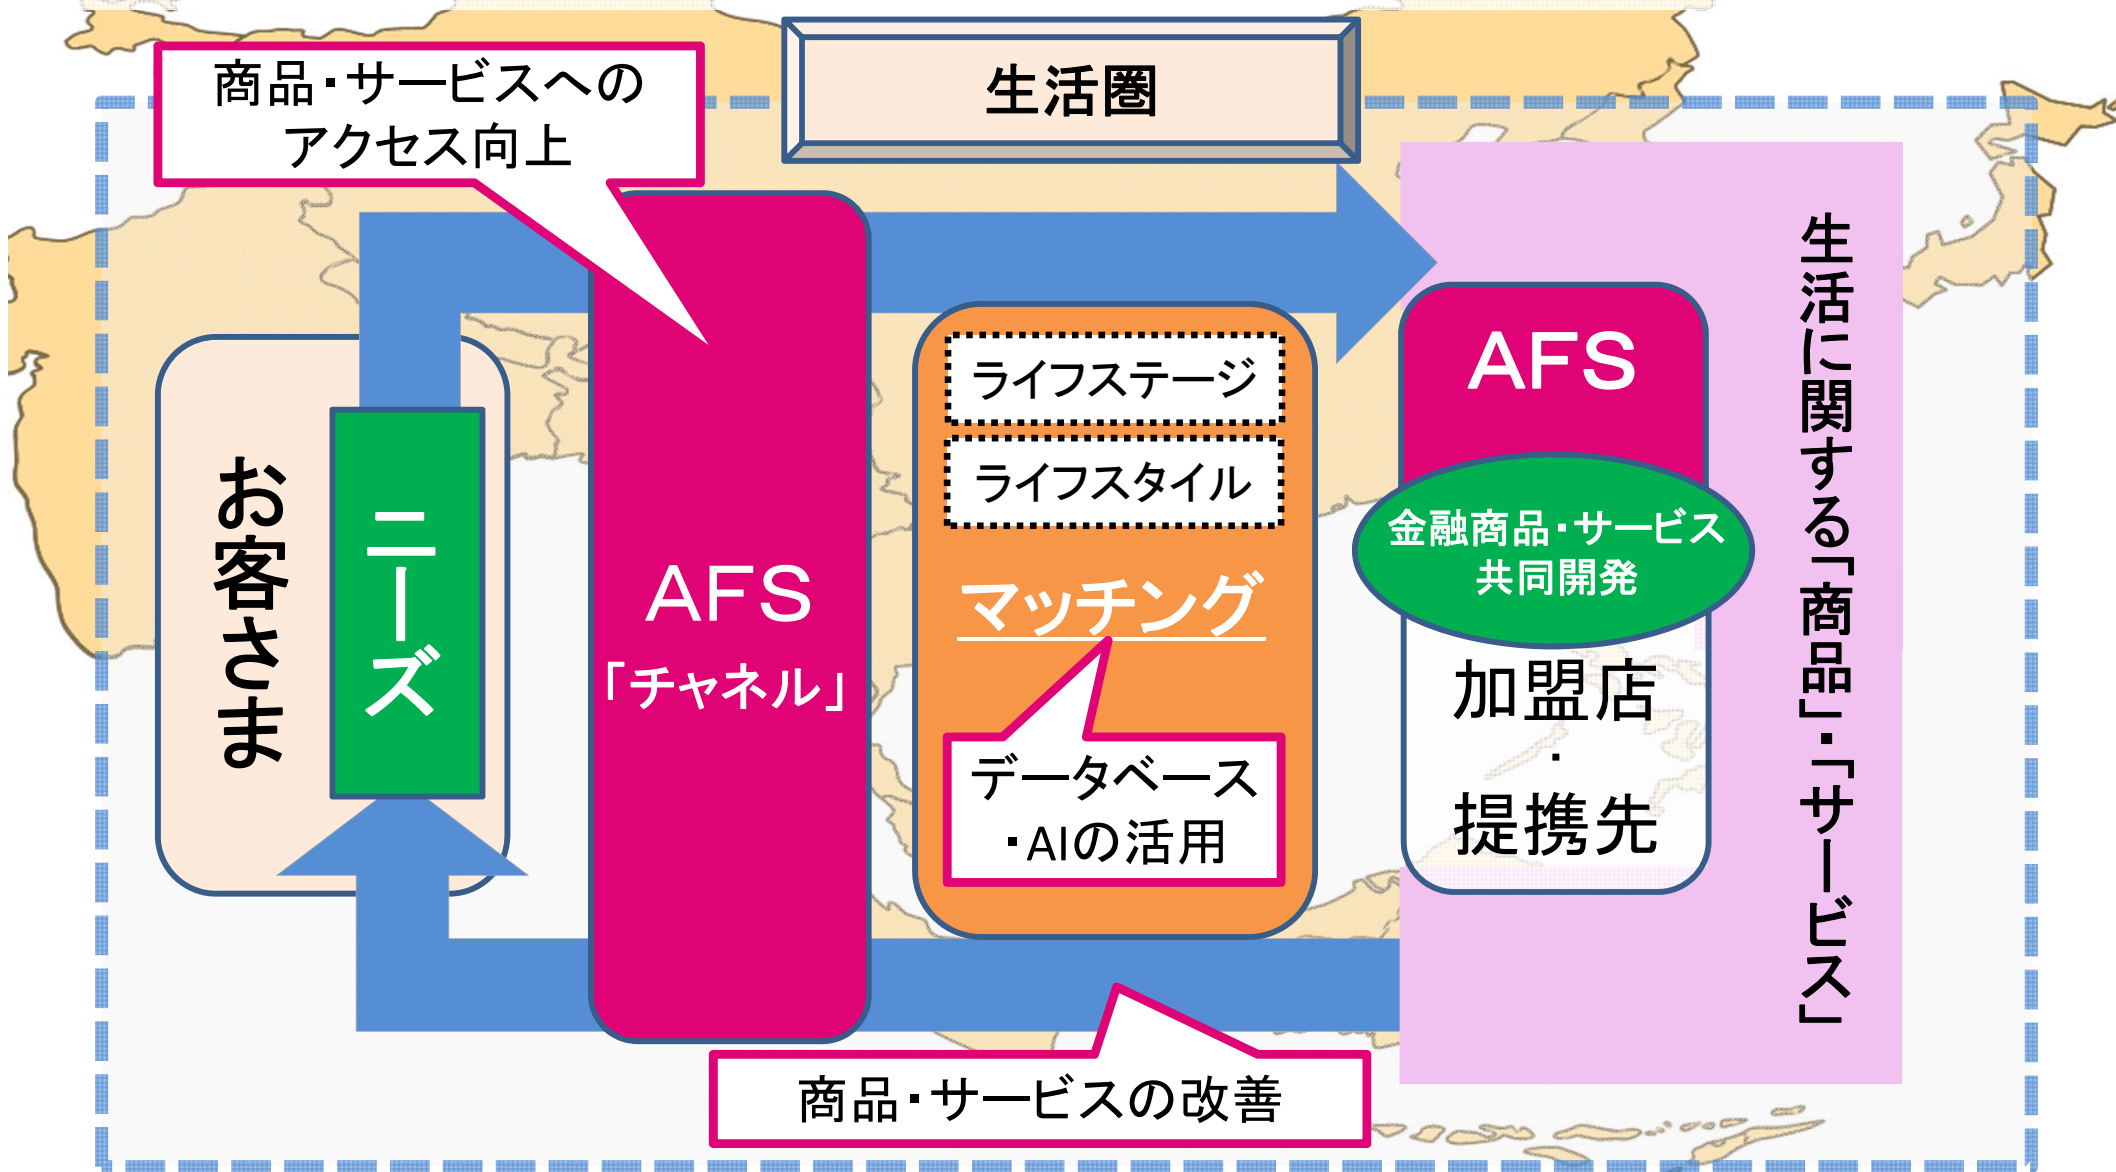 生活圏
商品・サービスへの
アクセス向上
お客さま
ニーズ
AFS
「チャネル」
ライフステージ
ライフスタイル
マッチング
データベース
・AIの活用
AFS
金融商品・サービス
共同開発
加盟店
・
提携先
生活に関する「商品」・「サービス」
商品・サービスの改善